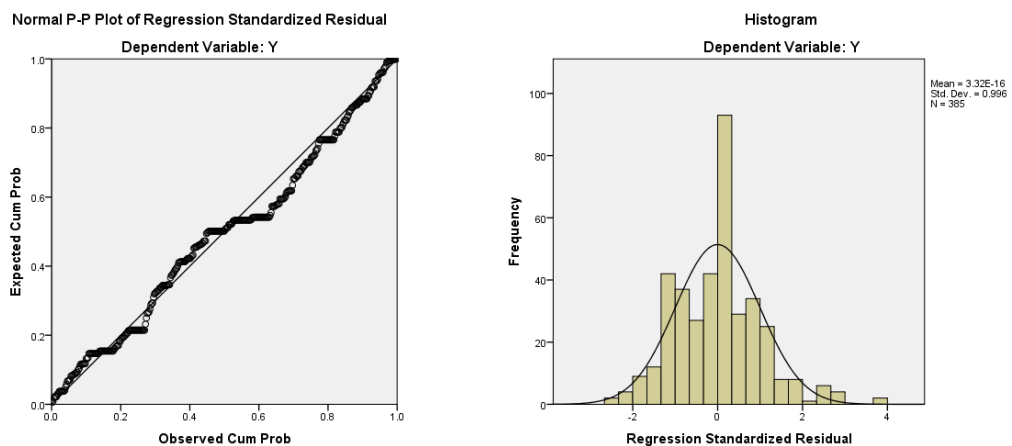 Normal P-P Plot of Regression Standardized Residual
Dependent Variable: Y
Expected Cum Prob
1.0
0.8
0.6
0.4
0.2
0.0
0.0 0.2 0.4 0.6 0.8 1.0
Observed Cum Prob
Histogram
Dependent Variable: Y
Mean = 3.32E-16
Std. Dev. = 0.996
N = 385
Frequency
100
80
60
40
20
0
-2 0 2 4
Regression Standardized Residual